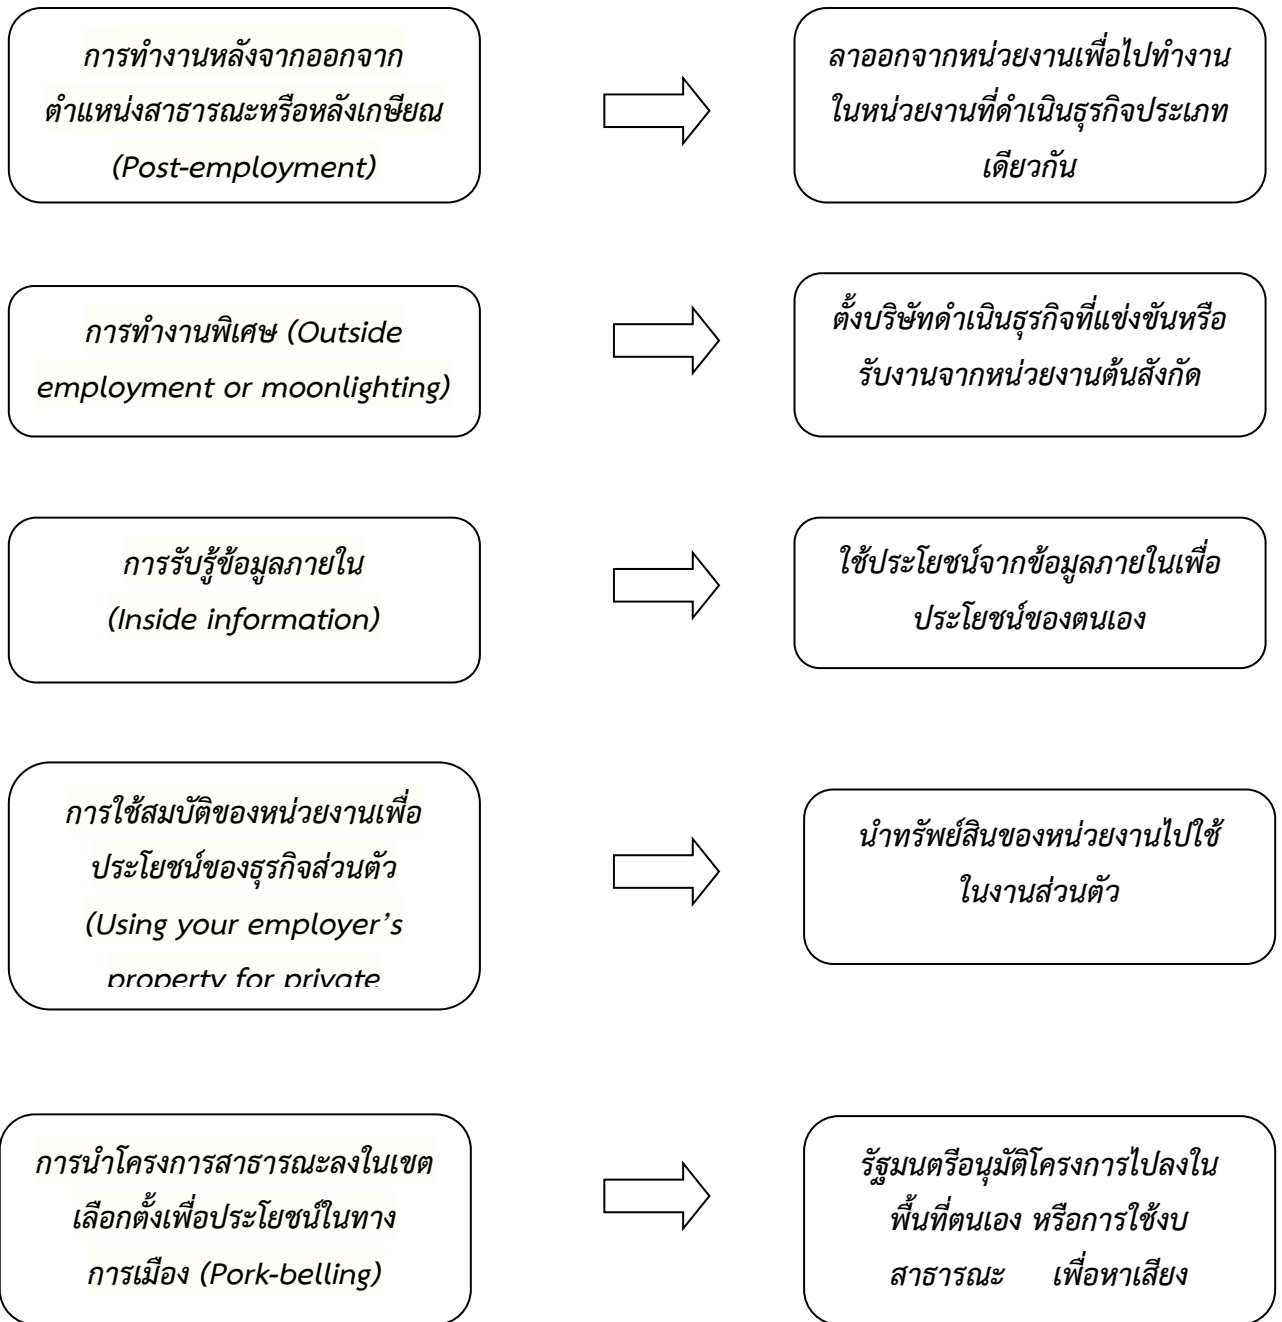 การทำงานหลังจากออกจาก
ตำแหน่งสาธารณะหรือหลังเกษียณ
(Post-employment)
ลาออกจากหน่วยงานเพื่อไปทำงาน
ในหน่วยงานที่ดำเนินธุรกิจประเภท
เดียวกัน
การทำงานพิเศษ (Outside
employment or moonlighting)
ตั้งบริษัทดำเนินธุรกิจที่แข่งขันหรือ
รับงานจากหน่วยงานต้นสังกัด
การรับรู้ข้อมูลภายใน
(Inside information)
ใช้ประโยชน์จากข้อมูลภายในเพื่อ
ประโยชน์ของตนเอง
การใช้สมบัติของหน่วยงานเพื่อ
ประโยชน์ของธุรกิจส่วนตัว
(Using your employer’s
property for private
นำทรัพย์สินของหน่วยงานไปใช้
ในงานส่วนตัว
การนำโครงการสาธารณะลงในเขต
เลือกตั้งเพื่อประโยชน์ในทาง
การเมือง (Pork-belling)
รัฐมนตรีอนุมัติโครงการไปลงใน
พื้นที่ตนเอง หรือการใช้งบ
สาธารณะ เพื่อหาเสียง